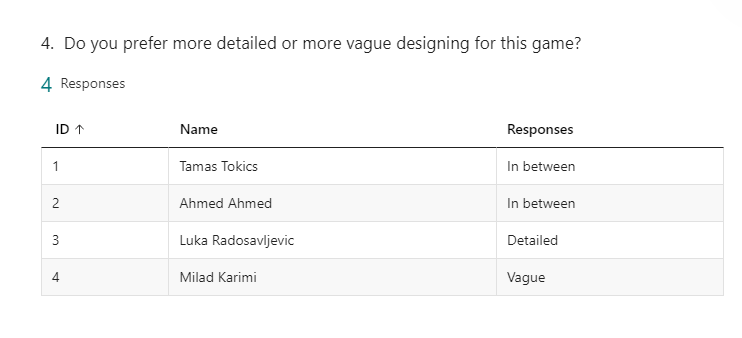 4. Do you prefer more detailed or more vague designing for this game?
4 Responses
ID ↑ Name Responses
1 Tamas Tokics In between
2 Ahmed Ahmed In between
3 Luka Radosavljevic Detailed
4 Milad Karimi Vague